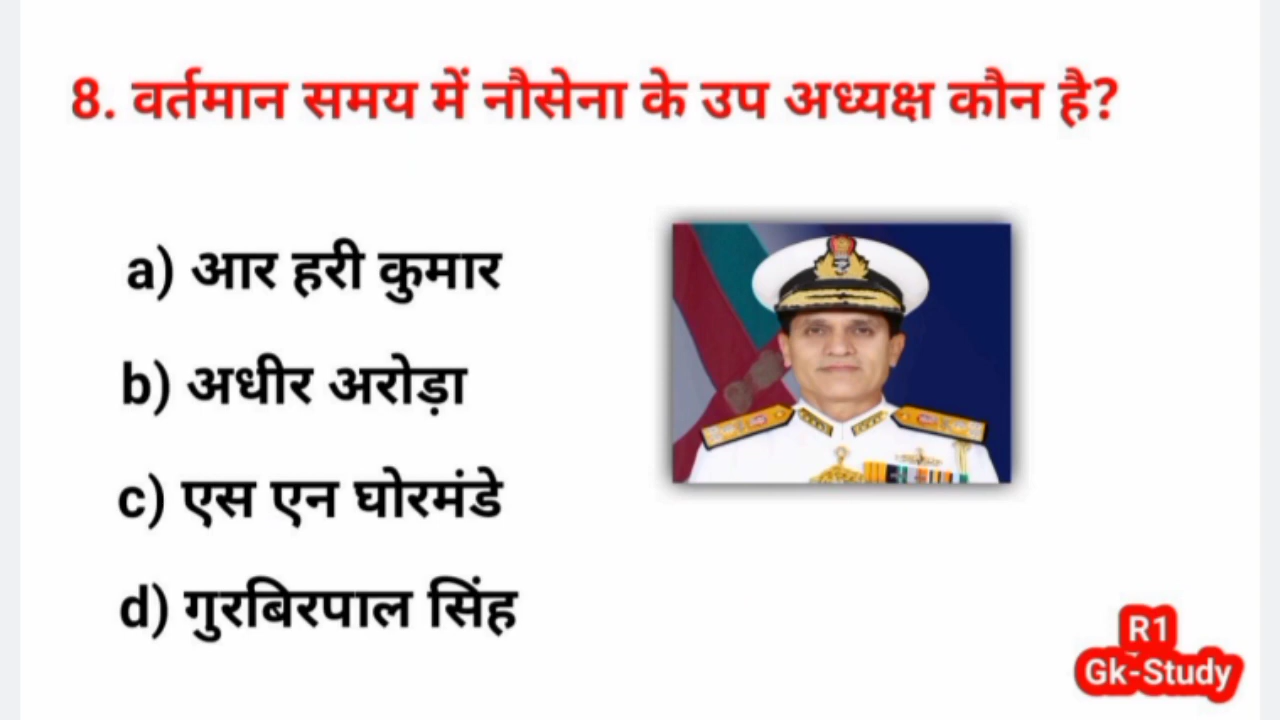 8. वर्तमान समय में नौसेना के उप अध्यक्ष कौन है?
a) आर हरी कुमार
b) अधीर अरोड़ा
c) एस एन घोरमंडे
d) गुरबिरपाल सिंह
R1
Gk-Study